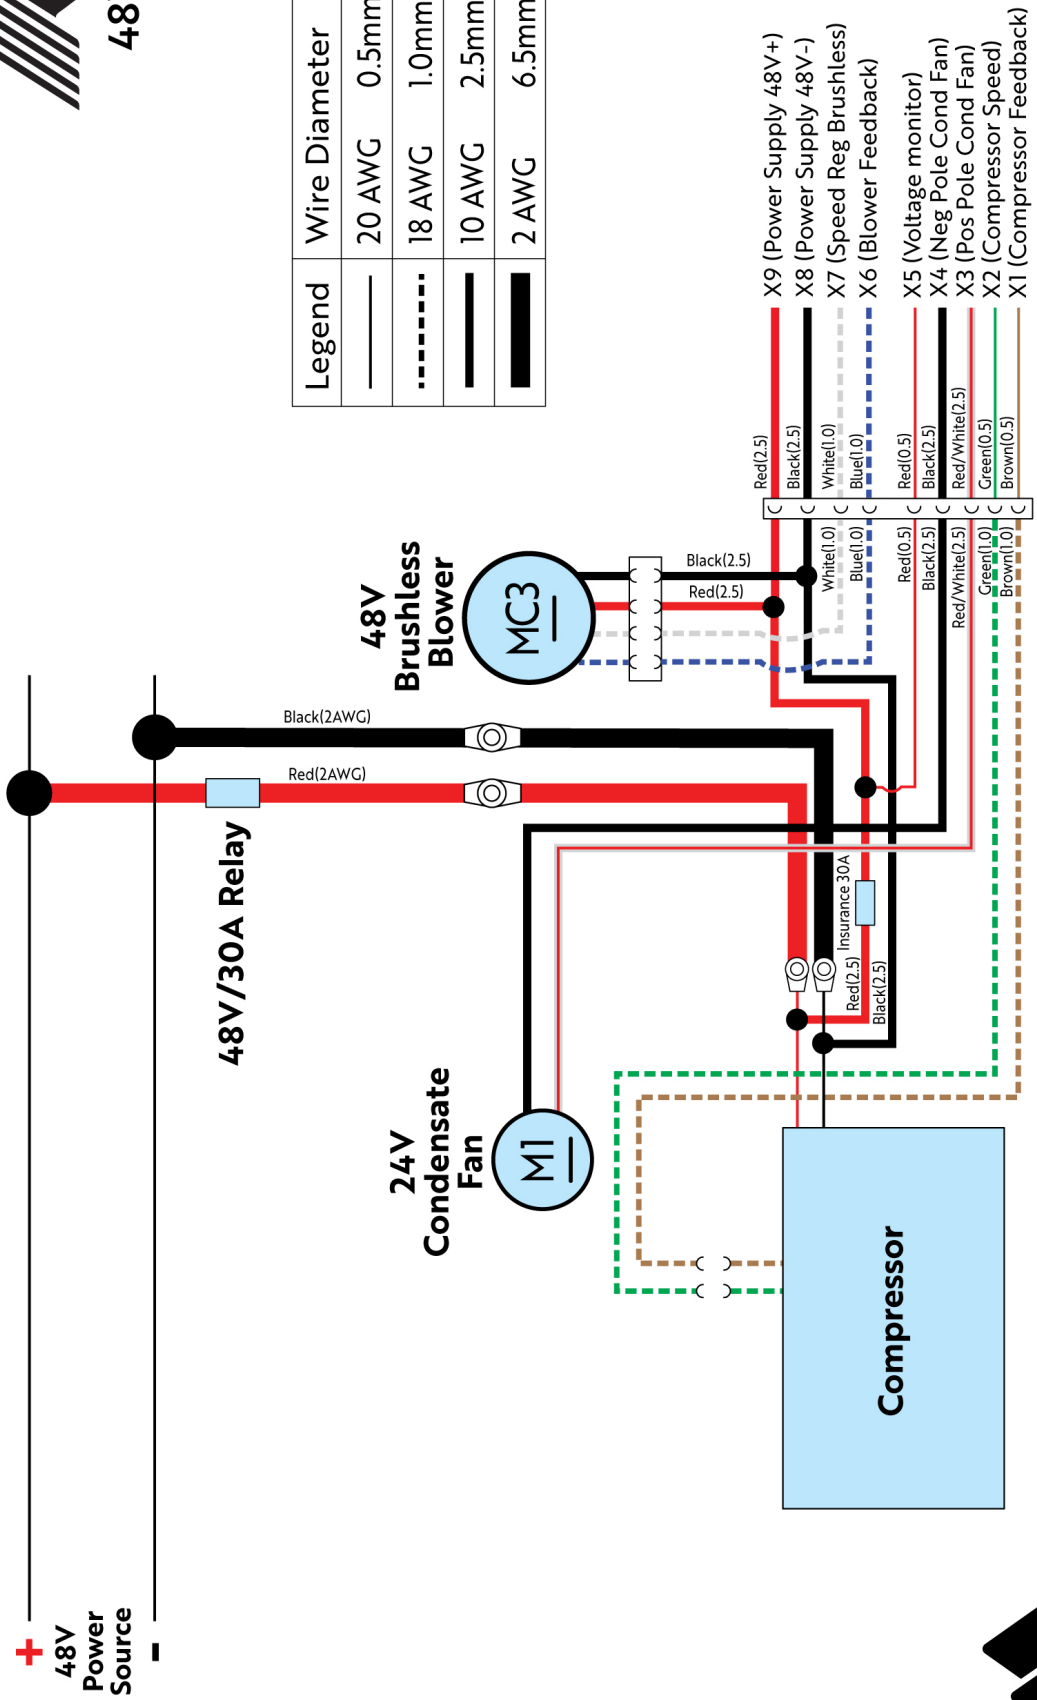 48
Legend Wire Diameter
20 AWG 0.5mm
18 AWG 1.0mm
10 AWG 2.5mm
2 AWG 6.5mm
+
48V
Power
Source
-
48V/30A Relay
Black(2AWG)
Red(2AWG)
48V
Brushless
Blower
MC3
24V
Condensate
Fan
M1
Compressor
Black(2.5)
Red(2.5)
Insurance 30A
Red(2.5)
Black(2.5)
Red(2.5)
Black(2.5)
White(1.0)
White(1.0)
Blue(1.0)
Blue(1.0)
Red(0.5)
Red(0.5)
Black(2.5)
Black(2.5)
Red/White(2.5)
Red/White(2.5)
Green(1.0)
Green(0.5)
Brown(1.0)
Brown(0.5)
X9 (Power Supply 48V+)
X8 (Power Supply 48V-)
X7 (Speed Reg Brushless)
X6 (Blower Feedback)
X5 (Voltage monitor)
X4 (Neg Pole Cond Fan)
X3 (Pos Pole Cond Fan)
X2 (Compressor Speed)
X1 (Compressor Feedback)